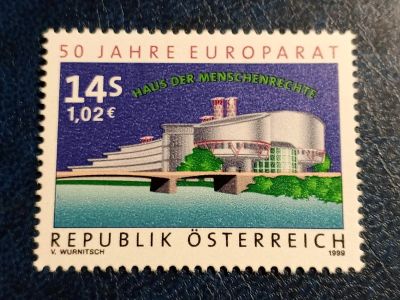 50 JAHRE EUROPARAT
HAUS DER MENSCHENRECHTE
14S
1,02 €
REPUBLIK ÖSTERREICH
V. WURNITSCH 1999